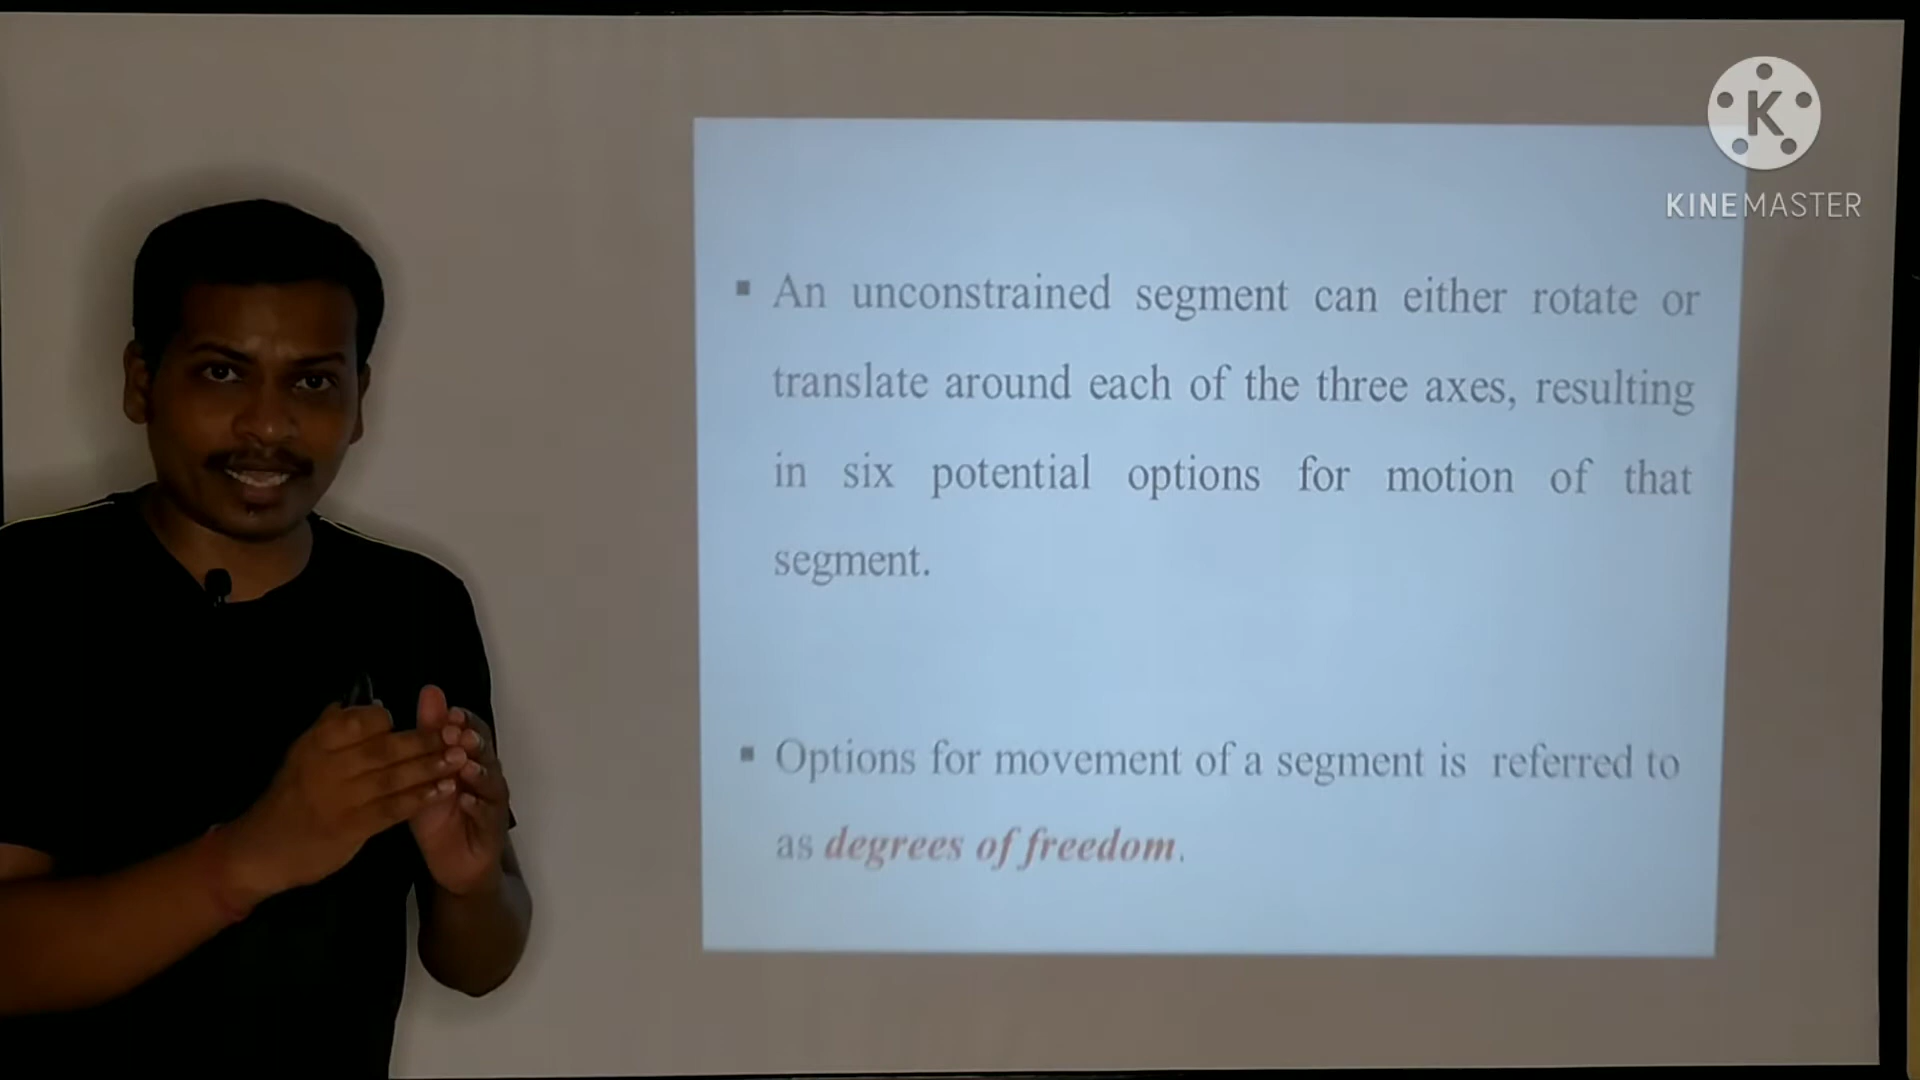 K
KINEMASTER
▪ An unconstrained segment can either rotate or
translate around each of the three axes, resulting
in six potential options for motion of that
segment.
▪ Options for movement of a segment is referred to
as degrees of freedom.